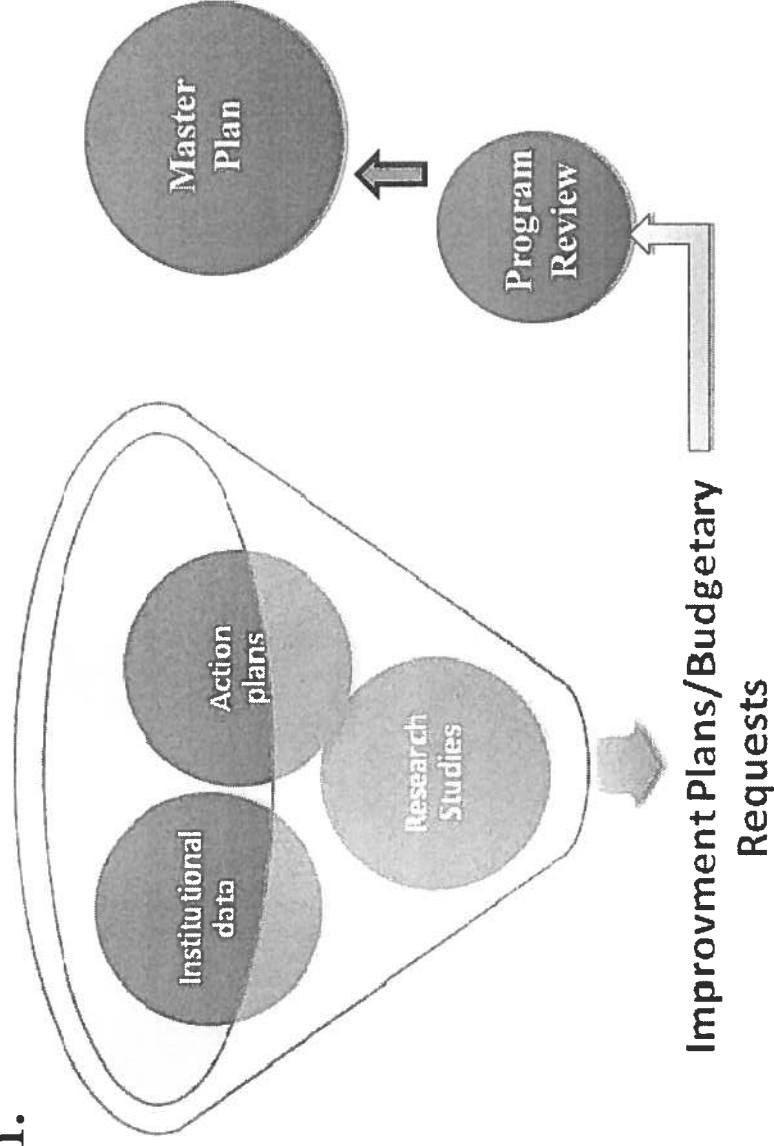 1.
Institutional
data
Action
plans
Research
Studies
Improvment Plans/Budgetary
Requests
Program
Review
Master
Plan